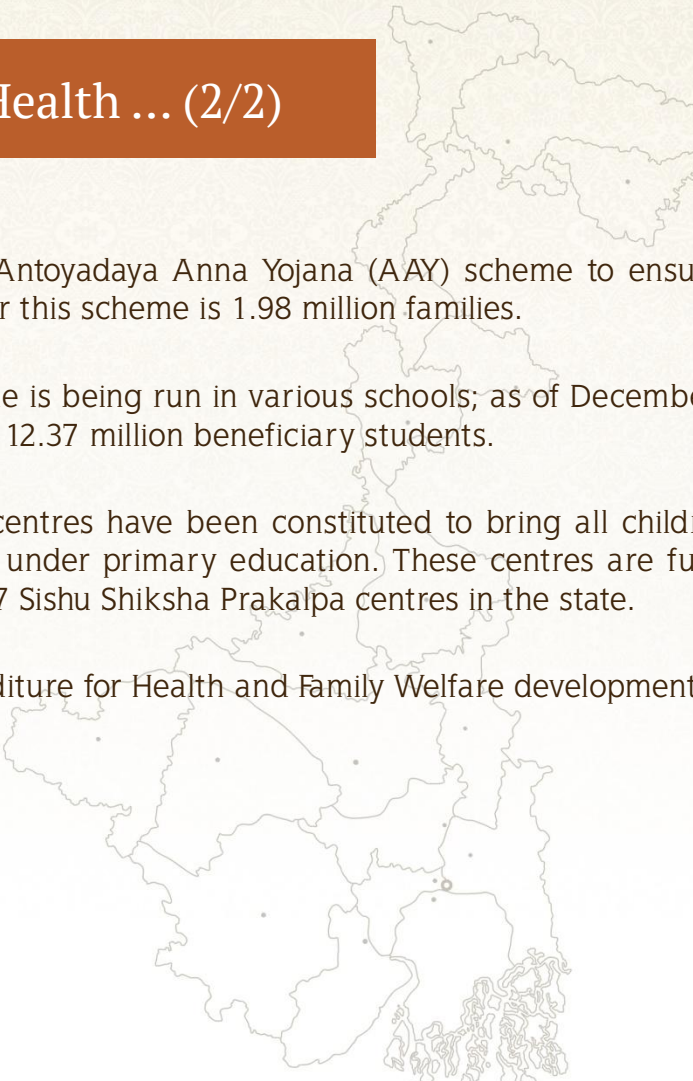 Health ... (2/2)
Antoyadaya Anna Yojana (AAY) scheme to ensu
r this scheme is 1.98 million families.
e is being run in various schools; as of Decembe
12.37 million beneficiary students.
centres have been constituted to bring all childr
under primary education. These centres are fu
7 Sishu Shiksha Prakalpa centres in the state.
diture for Health and Family Welfare development